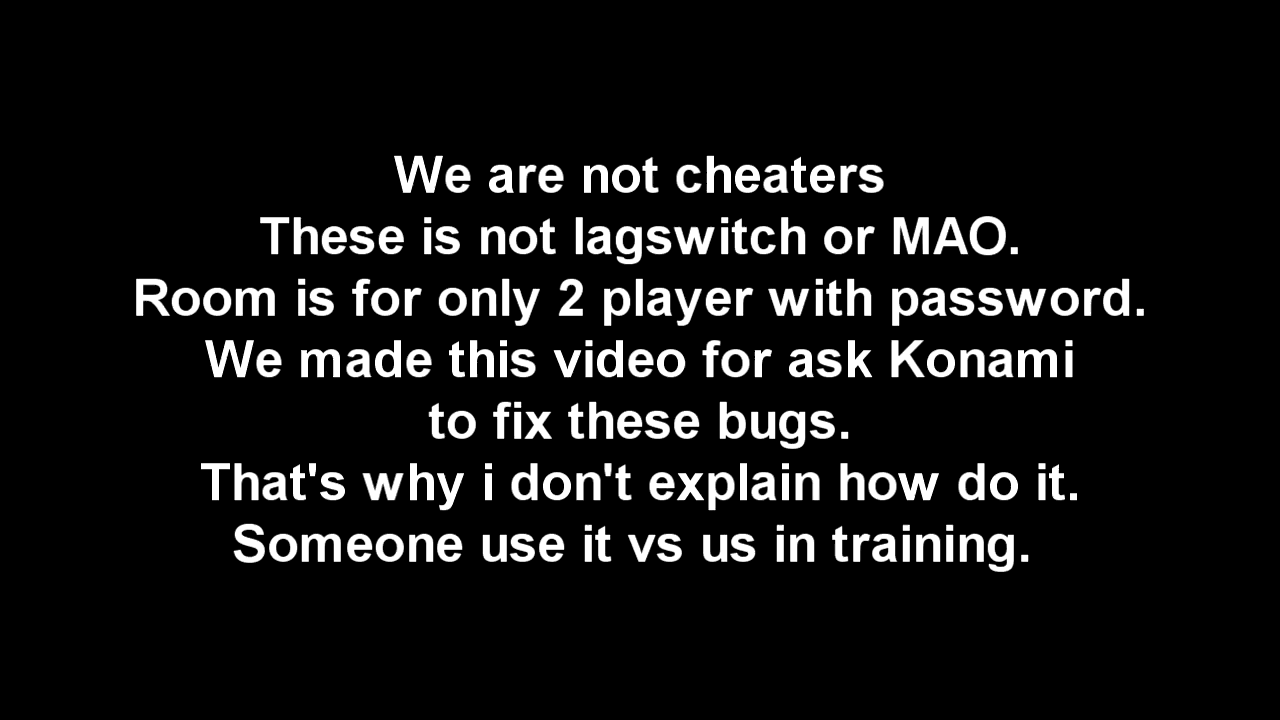 We are not cheaters
These is not lagswitch or MAO.
Room is for only 2 player with password.
We made this video for ask Konami
to fix these bugs.
That's why i don't explain how do it.
Someone use it vs us in training.